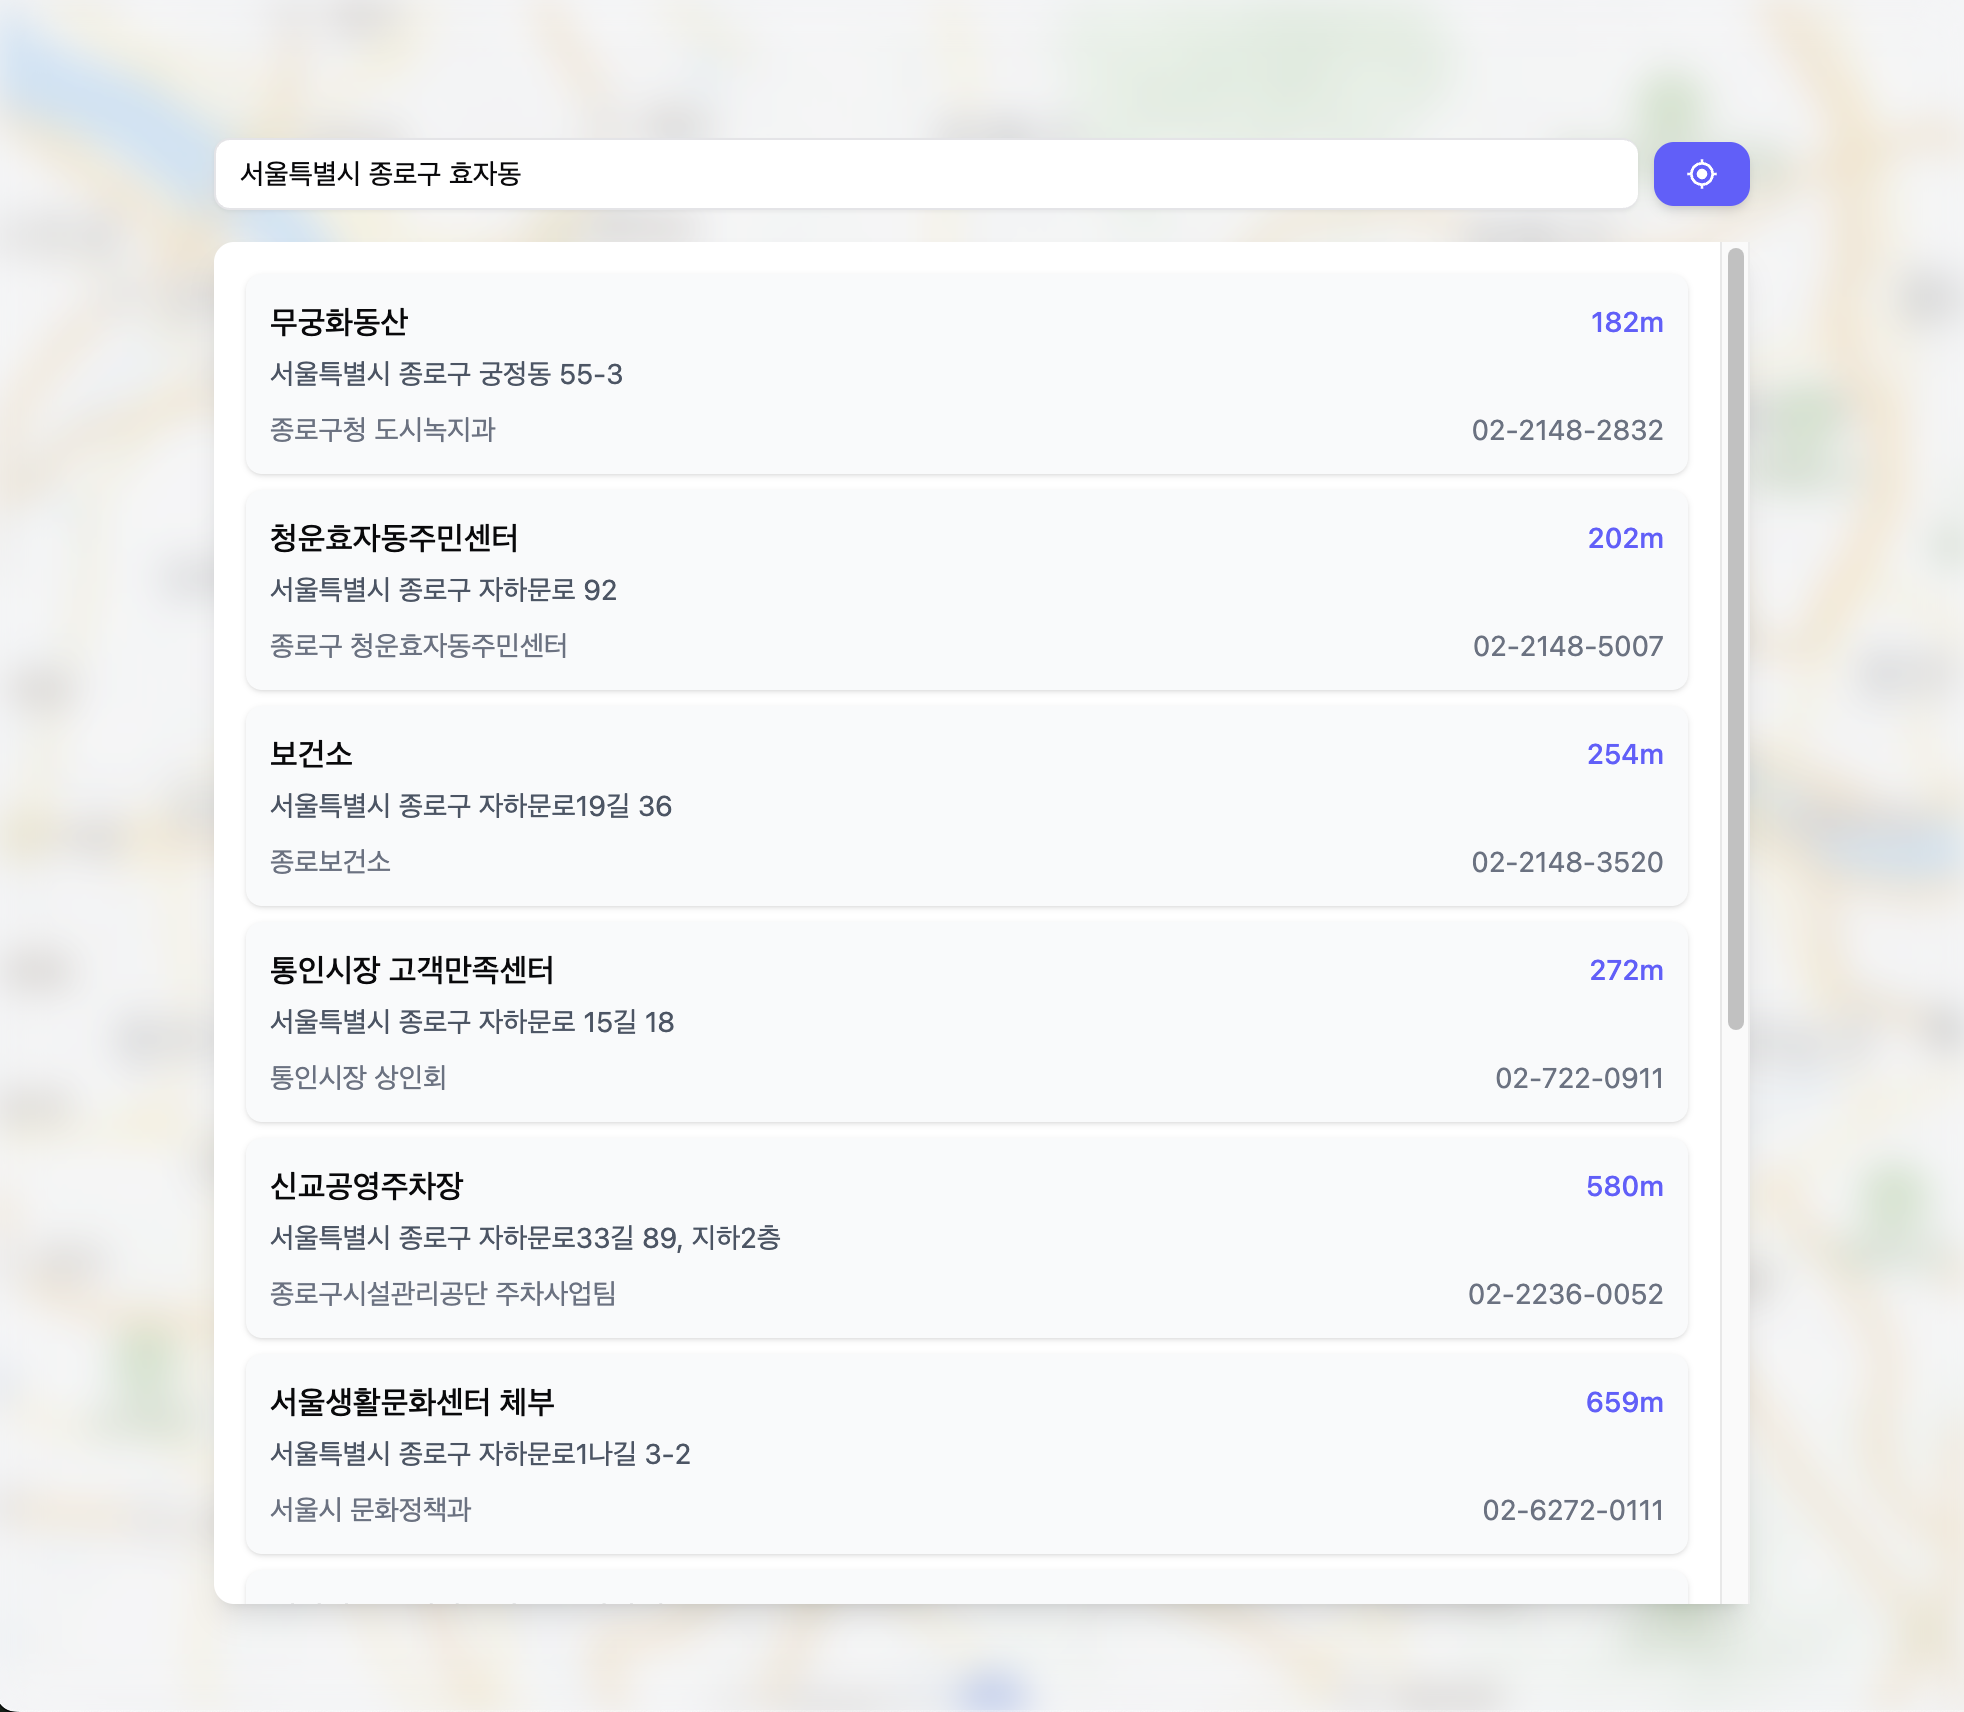 서울특별시 종로구 효자동
무궁화동산 182m
서울특별시 종로구 궁정동 55-3
종로구청 도시녹지과 02-2148-2832
청운효자동주민센터 202m
서울특별시 종로구 자하문로 92
종로구 청운효자동주민센터 02-2148-5007
보건소 254m
서울특별시 종로구 자하문로19길 36
종로보건소 02-2148-3520
통인시장 고객만족센터 272m
서울특별시 종로구 자하문로 15길 18
통인시장 상인회 02-722-0911
신교공영주차장 580m
서울특별시 종로구 자하문로33길 89, 지하2층
종로구시설관리공단 주차사업팀 02-2236-0052
서울생활문화센터 체부 659m
서울특별시 종로구 자하문로1나길 3-2
서울시 문화정책과 02-6272-0111